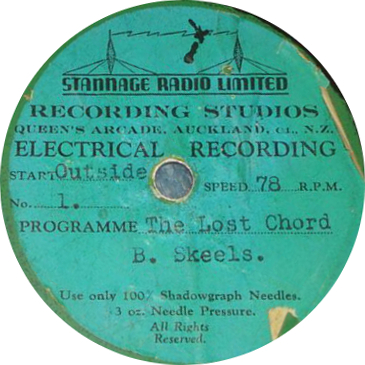 STANNAGE RADIO LIMITED
RECORDING STUDIOS
QUEEN'S ARCADE, AUCKLAND, C1., N.Z.
ELECTRICAL RECORDING
START Outside
SPEED 78 R.P.M.
No. 1.
PROGRAMME The Lost Chord
B. Skeels.
Use only 100% Shadowgraph Needles.
3 oz. Needle Pressure.
All Rights
Reserved.